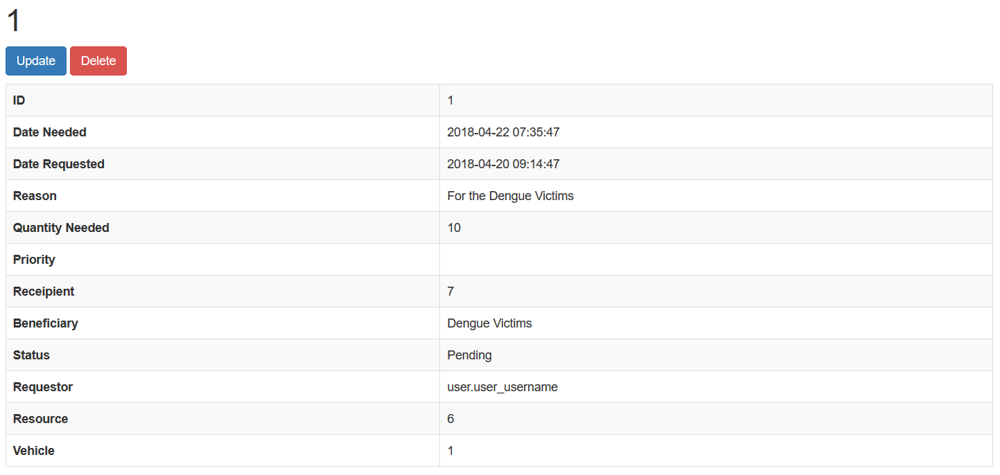 1
Update Delete
ID 1
Date Needed 2018-04-22 07:35:47
Date Requested 2018-04-20 09:14:47
Reason For the Dengue Victims
Quantity Needed 10
Priority
Receipient 7
Beneficiary Dengue Victims
Status Pending
Requestor user.user_username
Resource 6
Vehicle 1